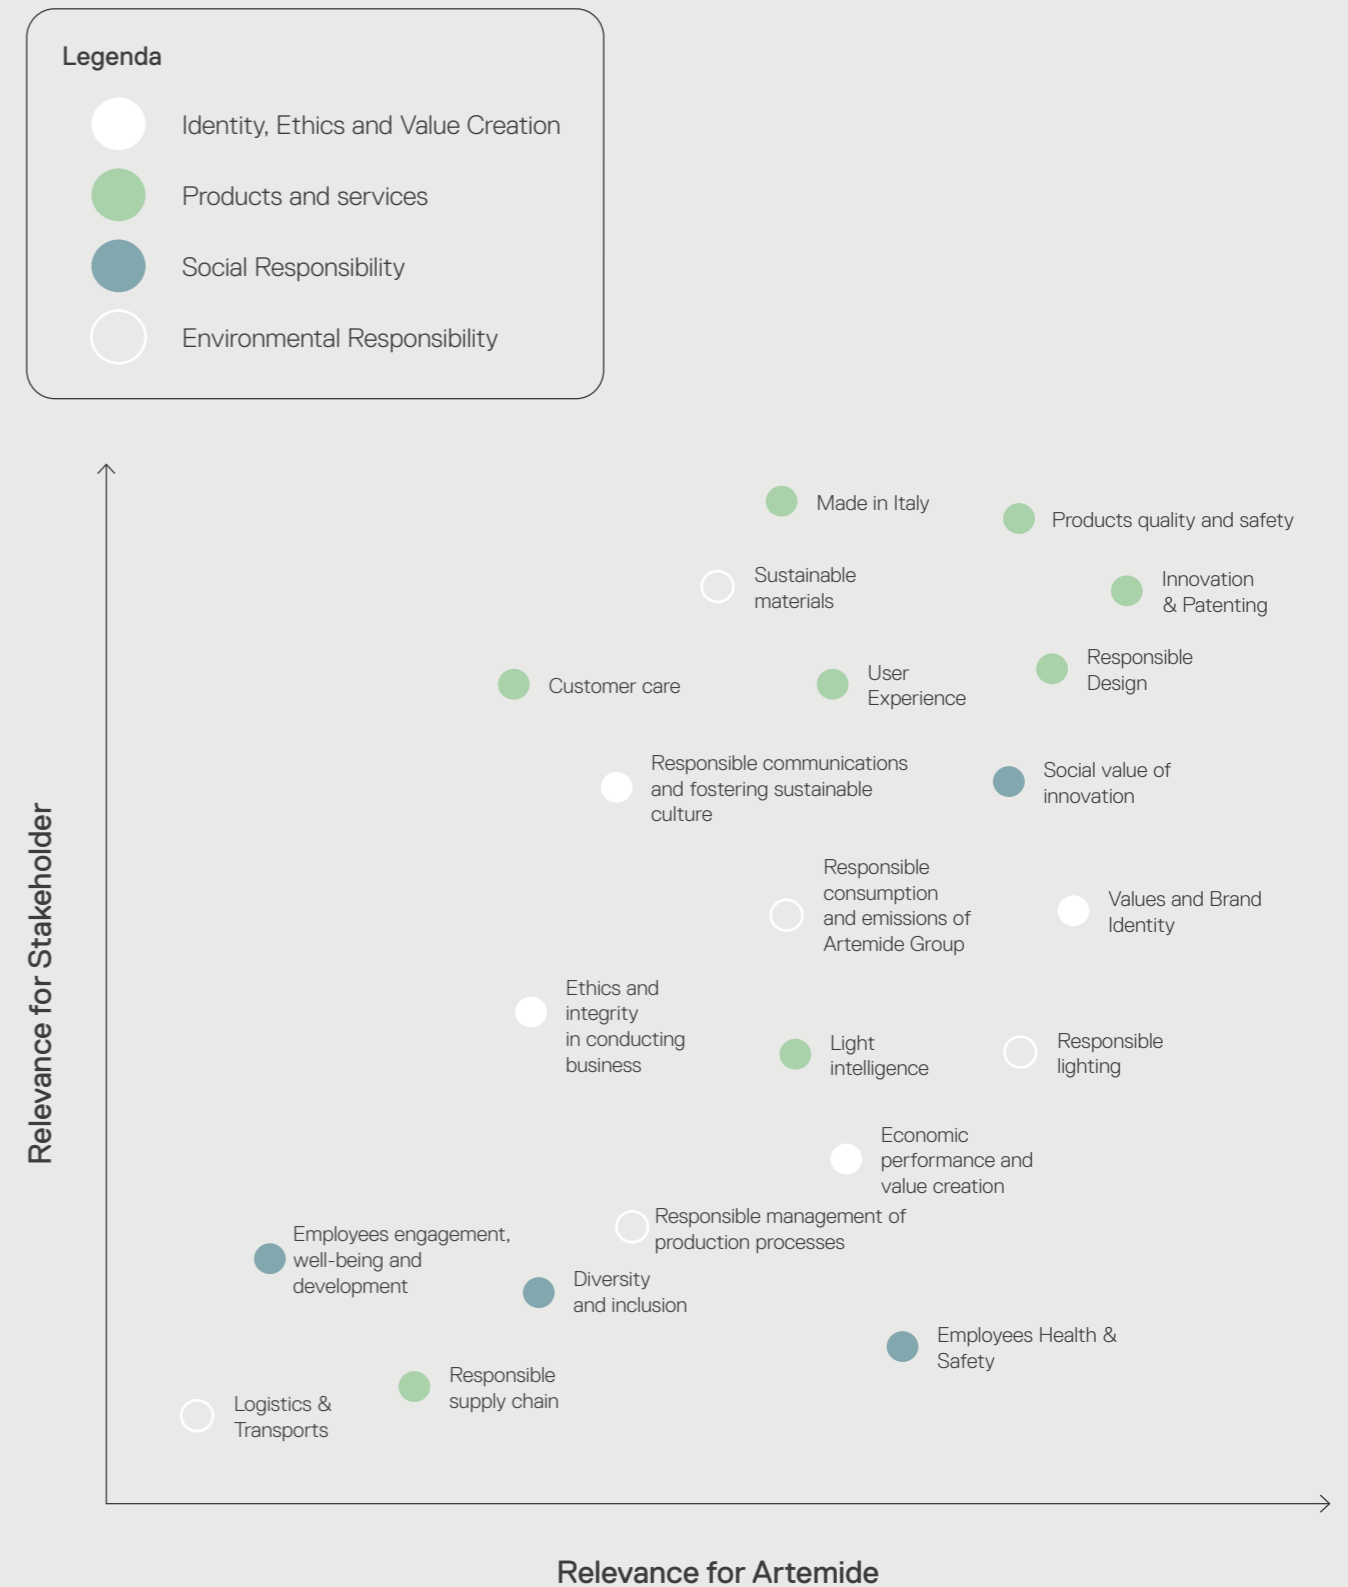 Legenda
Identity, Ethics and Value Creation
Products and services
Social Responsibility
Environmental Responsibility
Made in Italy
Products quality and safety
Sustainable
materials
Innovation
& Patenting
Customer care
User
Experience
Responsible
Design
Responsible communications
and fostering sustainable
culture
Social value of
innovation
Responsible
consumption
and emissions of
Artemide Group
Values and Brand
Identity
Ethics and
integrity
in conducting
business
Light
intelligence
Responsible
lighting
Economic
performance and
value creation
Responsible management of
production processes
Employees engagement,
well-being and
development
Diversity
and inclusion
Employees Health &
Safety
Responsible
supply chain
Logistics &
Transports
Relevance for Stakeholder
Relevance for Artemide